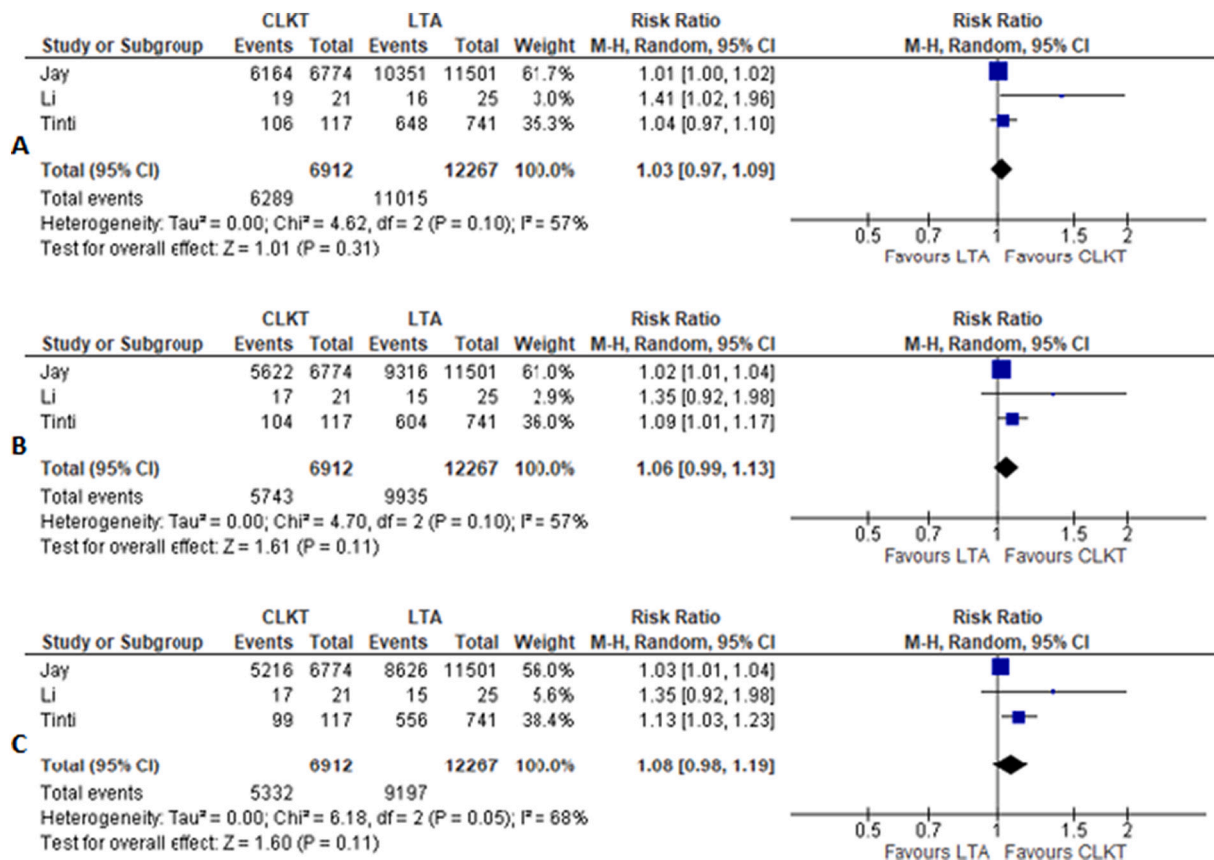 CLKT LTA Risk Ratio Risk Ratio
Study or Subgroup Events Total Events Total Weight M-H, Random, 95% CI M-H, Random, 95% CI
Jay 6164 6774 10351 11501 61.7% 1.01 [1.00, 1.02]
Li 19 21 16 25 3.0% 1.41 [1.02, 1.96]
Tinti 106 117 648 741 35.3% 1.04 [0.97, 1.10]
A
Total (95% CI) 6912 12267 100.0% 1.03 [0.97, 1.09]
Total events 6289 11015
Heterogeneity: Tau² = 0.00; Chi² = 4.62, df = 2 (P = 0.10); I² = 57%
Test for overall effect: Z = 1.01 (P = 0.31)
0.5 0.7 1 1.5 2
Favours LTA Favours CLKT
CLKT LTA Risk Ratio Risk Ratio
Study or Subgroup Events Total Events Total Weight M-H, Random, 95% CI M-H, Random, 95% CI
Jay 5622 6774 9316 11501 61.0% 1.02 [1.01, 1.04]
Li 17 21 15 25 2.9% 1.35 [0.92, 1.98]
Tinti 104 117 604 741 36.0% 1.09 [1.01, 1.17]
B
Total (95% CI) 6912 12267 100.0% 1.06 [0.99, 1.13]
Total events 5743 9935
Heterogeneity: Tau² = 0.00; Chi² = 4.70, df = 2 (P = 0.10); I² = 57%
Test for overall effect: Z = 1.61 (P = 0.11)
0.5 0.7 1 1.5 2
Favours LTA Favours CLKT
CLKT LTA Risk Ratio Risk Ratio
Study or Subgroup Events Total Events Total Weight M-H, Random, 95% CI M-H, Random, 95% CI
Jay 5216 6774 8626 11501 56.0% 1.03 [1.01, 1.04]
Li 17 21 15 25 5.6% 1.35 [0.92, 1.98]
Tinti 99 117 556 741 38.4% 1.13 [1.03, 1.23]
C
Total (95% CI) 6912 12267 100.0% 1.08 [0.98, 1.19]
Total events 5332 9197
Heterogeneity: Tau² = 0.00; Chi² = 6.18, df = 2 (P = 0.05); I² = 68%
Test for overall effect: Z = 1.60 (P = 0.11)
0.5 0.7 1 1.5 2
Favours LTA Favours CLKT